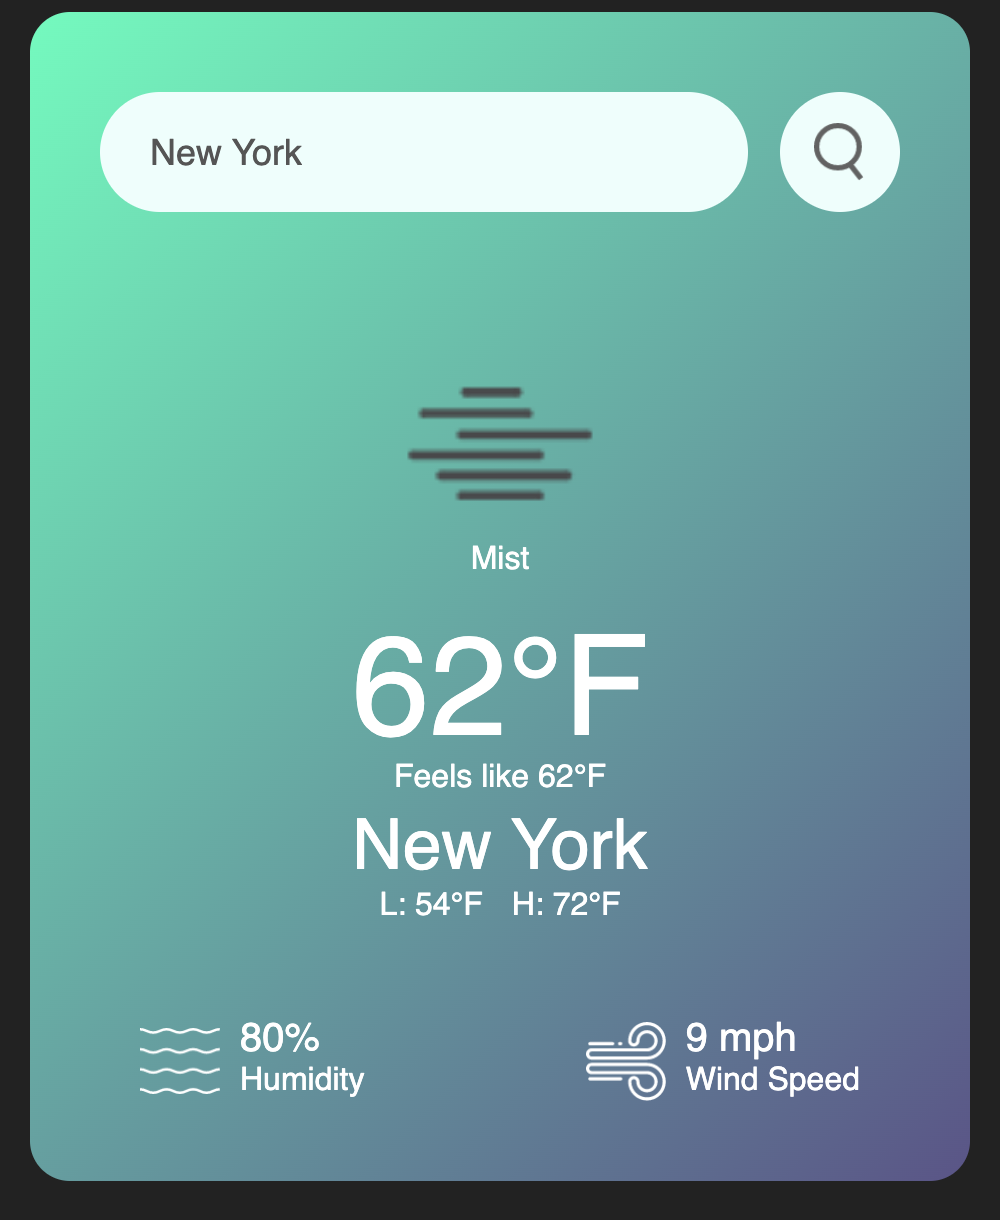 New York
Mist
62°F
Feels like 62°F
New York
L: 54°F H: 72°F
80%
Humidity
9 mph
Wind Speed